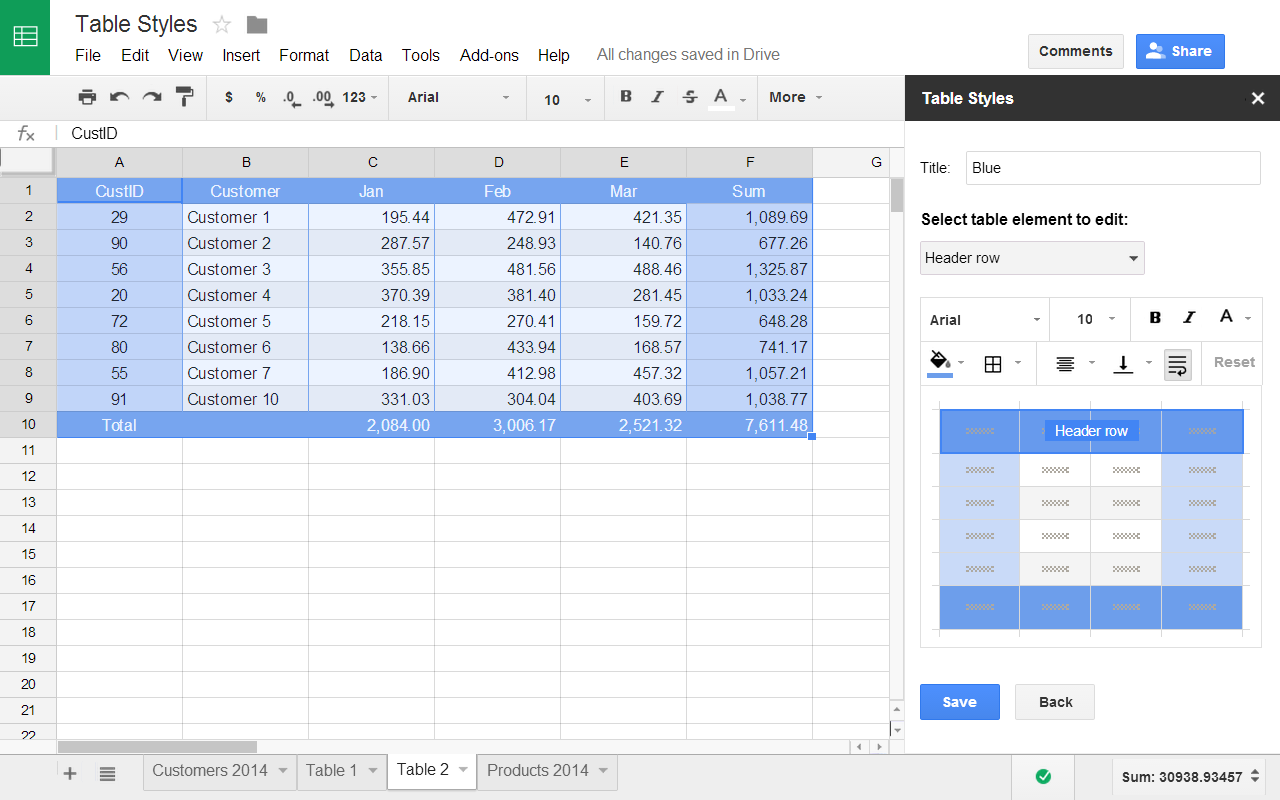 Table Styles
File Edit View Insert Format Data Tools Add-ons Help All changes saved in Drive
Comments Share
$ % .0 .00 123 Arial 10 B I S A More
Table Styles
fx CustID
A B C D E F G
1 CustID Customer Jan Feb Mar Sum
2 29 Customer 1 195.44 472.91 421.35 1,089.69
3 90 Customer 2 287.57 248.93 140.76 677.26
4 56 Customer 3 355.85 481.56 488.46 1,325.87
5 20 Customer 4 370.39 381.40 281.45 1,033.24
6 72 Customer 5 218.15 270.41 159.72 648.28
7 80 Customer 6 138.66 433.94 168.57 741.17
8 55 Customer 7 186.90 412.98 457.32 1,057.21
9 91 Customer 10 331.03 304.04 403.69 1,038.77
10 Total 2,084.00 3,006.17 2,521.32 7,611.48
11
12
13
14
15
16
17
18
19
20
21
22
Title: Blue
Select table element to edit:
Header row
Arial 10 B I A
Reset
Header row
Save Back
Customers 2014 Table 1 Table 2 Products 2014
Sum: 30938.93457